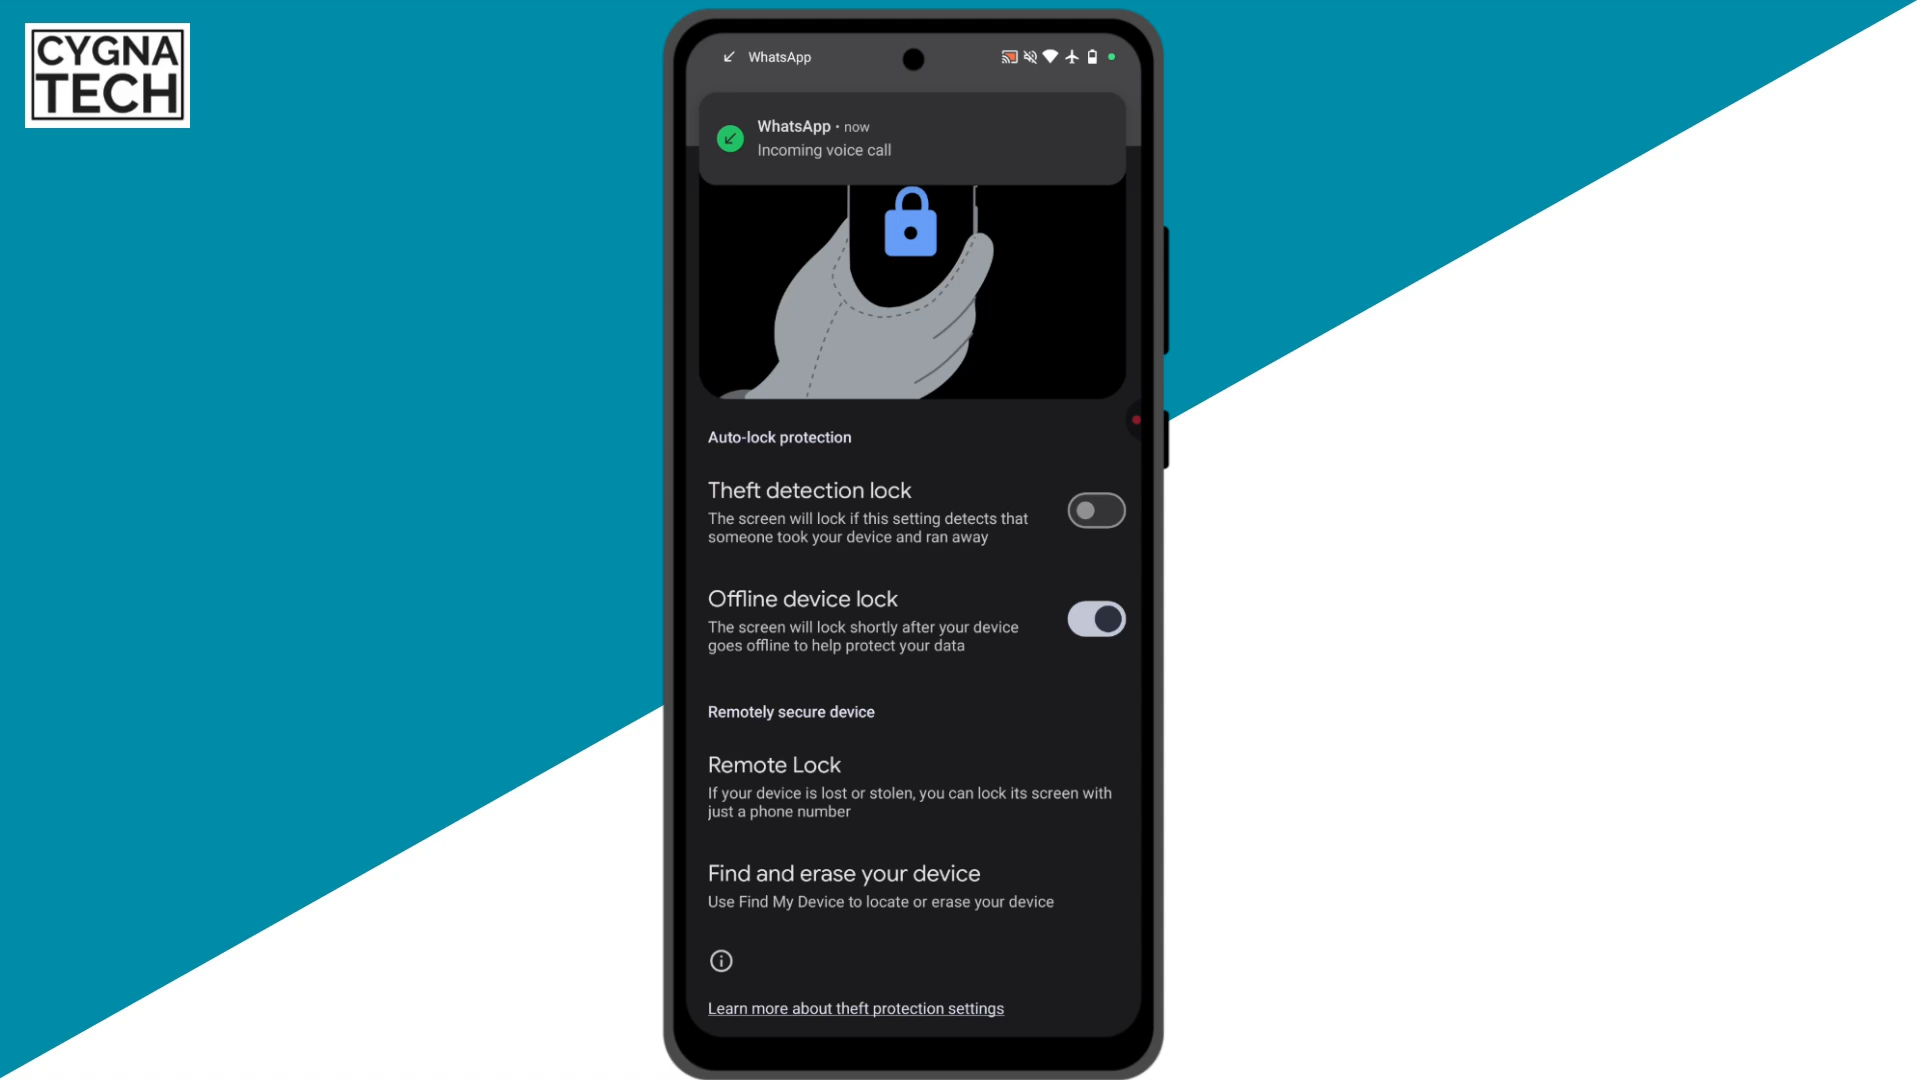 CYGNA
TECH
WhatsApp
WhatsApp • now
Incoming voice call
Auto-lock protection
Theft detection lock
The screen will lock if this setting detects that
someone took your device and ran away
Offline device lock
The screen will lock shortly after your device
goes offline to help protect your data
Remotely secure device
Remote Lock
If your device is lost or stolen, you can lock its screen with
just a phone number
Find and erase your device
Use Find My Device to locate or erase your device
Learn more about theft protection settings